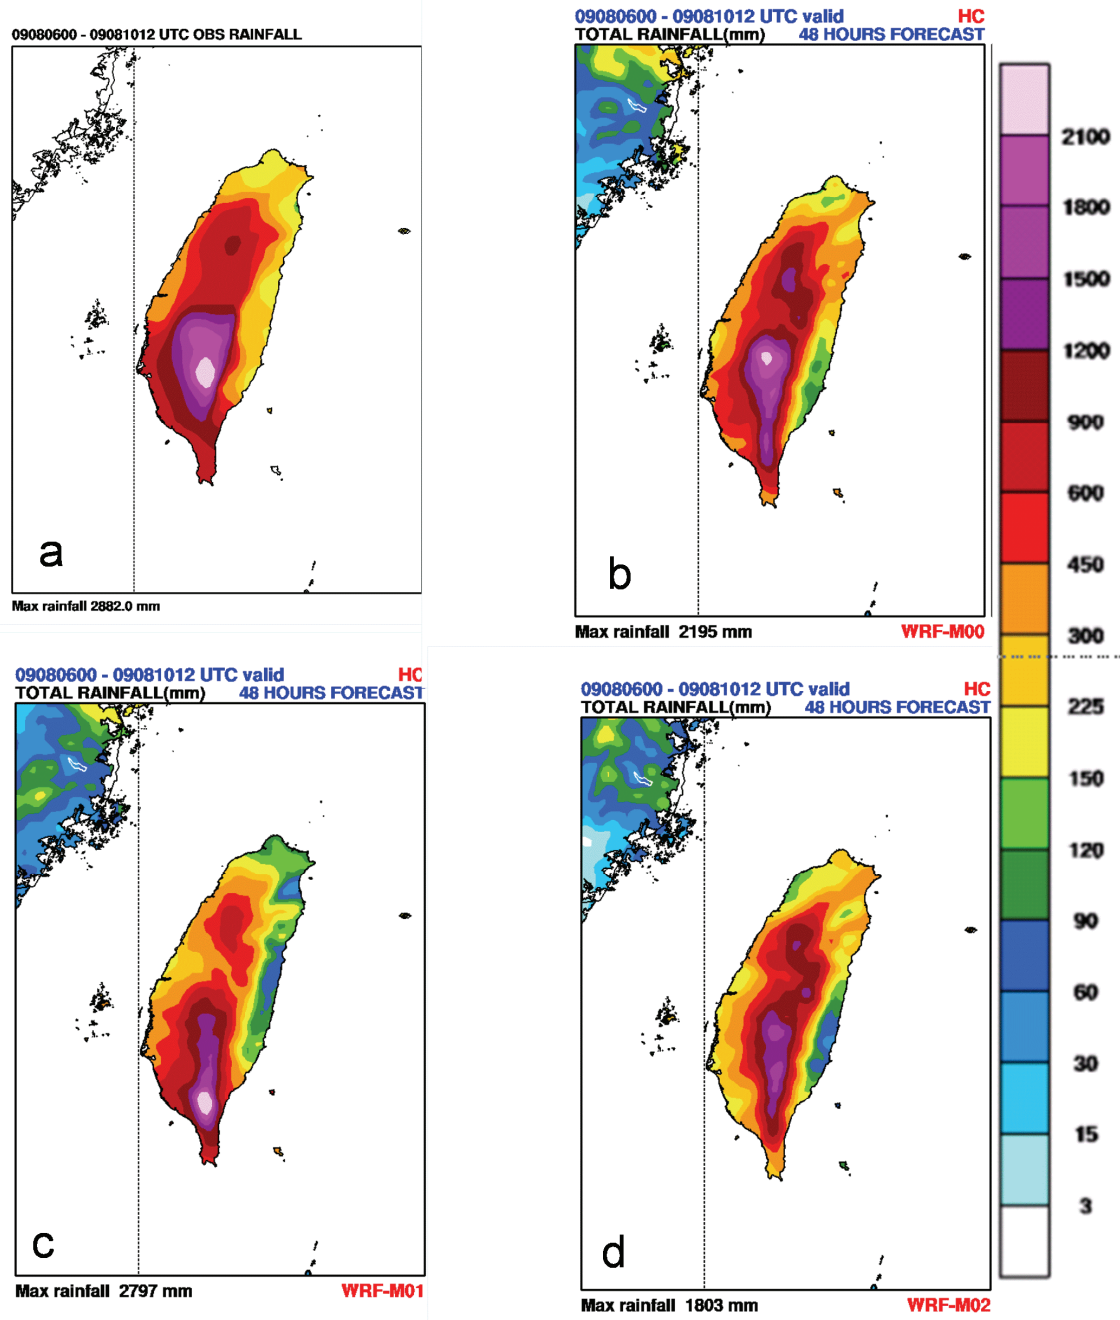 09080600 - 09081012 UTC OBS RAINFALL
a
Max rainfall 2882.0 mm
09080600 - 09081012 UTC valid HC
TOTAL RAINFALL(mm) 48 HOURS FORECAST
b
Max rainfall 2195 mm WRF-M00
09080600 - 09081012 UTC valid HC
TOTAL RAINFALL(mm) 48 HOURS FORECAST
c
Max rainfall 2797 mm WRF-M01
09080600 - 09081012 UTC valid HC
TOTAL RAINFALL(mm) 48 HOURS FORECAST
d
Max rainfall 1803 mm WRF-M02
2100
1800
1500
1200
900
600
450
300
225
150
120
90
60
30
15
3